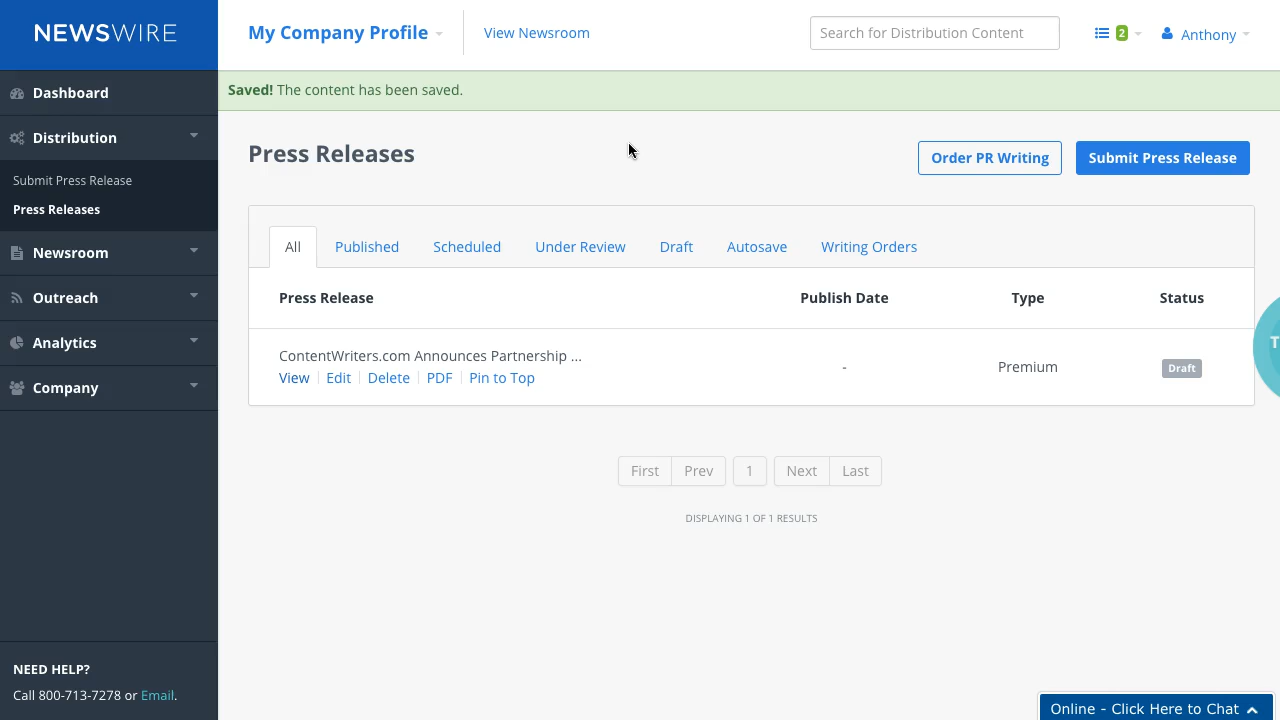 NEWSWIRE
My Company Profile
View Newsroom
Search for Distribution Content
2
Anthony
Saved! The content has been saved.
Dashboard
Distribution
Submit Press Release
Press Releases
Newsroom
Outreach
Analytics
Company
NEED HELP?
Call 800-713-7278 or Email.
Press Releases
Order PR Writing
Submit Press Release
All
Published
Scheduled
Under Review
Draft
Autosave
Writing Orders
Press Release
Publish Date
Type
Status
ContentWriters.com Announces Partnership ...
View
Edit
Delete
PDF
Pin to Top
-
Premium
Draft
First
Prev
1
Next
Last
DISPLAYING 1 OF 1 RESULTS
Online - Click Here to Chat